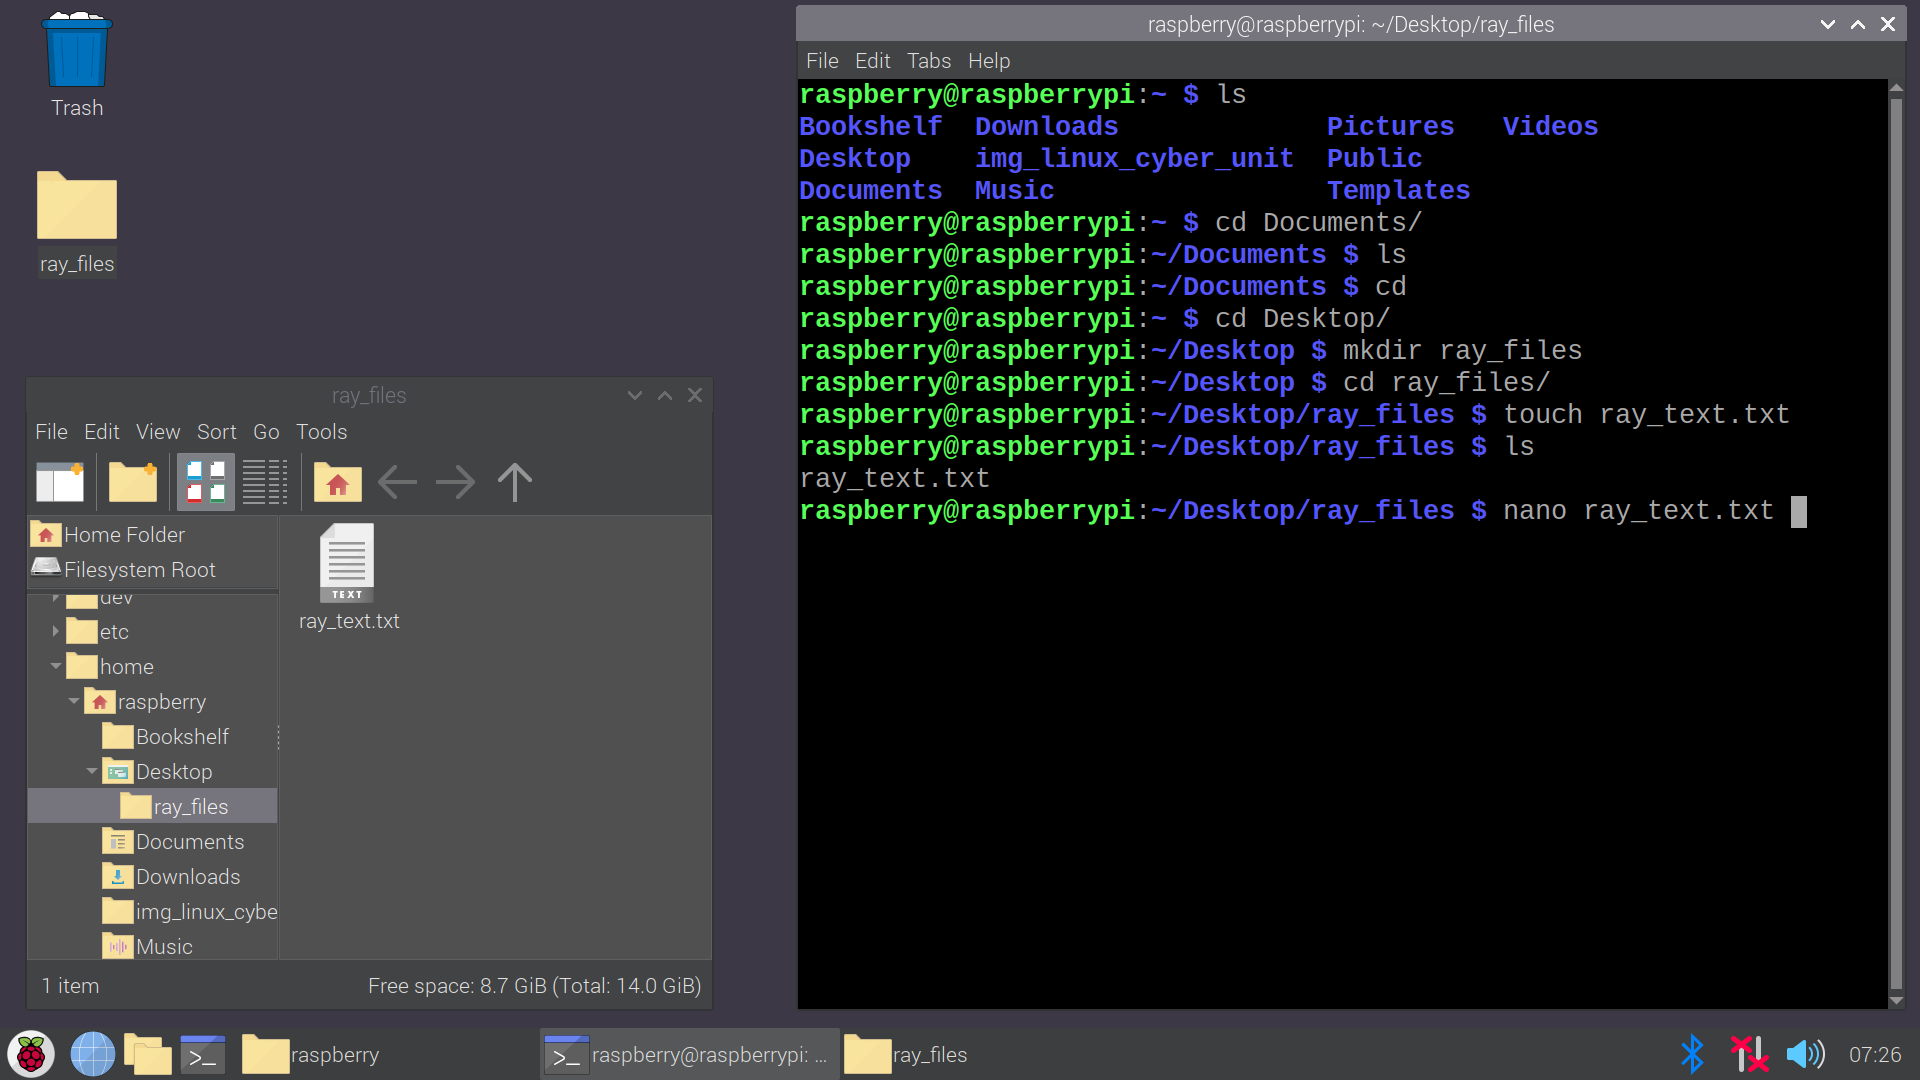 Trash
ray_files
raspberry@raspberrypi: ~/Desktop/ray_files
File Edit Tabs Help
raspberry@raspberrypi:~ $ ls
Bookshelf Downloads Pictures Videos
Desktop img_linux_cyber_unit Public
Documents Music Templates
raspberry@raspberrypi:~ $ cd Documents/
raspberry@raspberrypi:~/Documents $ ls
raspberry@raspberrypi:~/Documents $ cd
raspberry@raspberrypi:~ $ cd Desktop/
raspberry@raspberrypi:~/Desktop $ mkdir ray_files
raspberry@raspberrypi:~/Desktop $ cd ray_files/
raspberry@raspberrypi:~/Desktop/ray_files $ touch ray_text.txt
raspberry@raspberrypi:~/Desktop/ray_files $ ls
ray_text.txt
raspberry@raspberrypi:~/Desktop/ray_files $ nano ray_text.txt
ray_files
File Edit View Sort Go Tools
Home Folder
Filesystem Root
dev
etc
home
raspberry
Bookshelf
Desktop
ray_files
Documents
Downloads
img_linux_cybe
Music
TEXT
ray_text.txt
1 item
Free space: 8.7 GiB (Total: 14.0 GiB)
>_
raspberry
>_
raspberry@raspberrypi: ...
ray_files
07:26